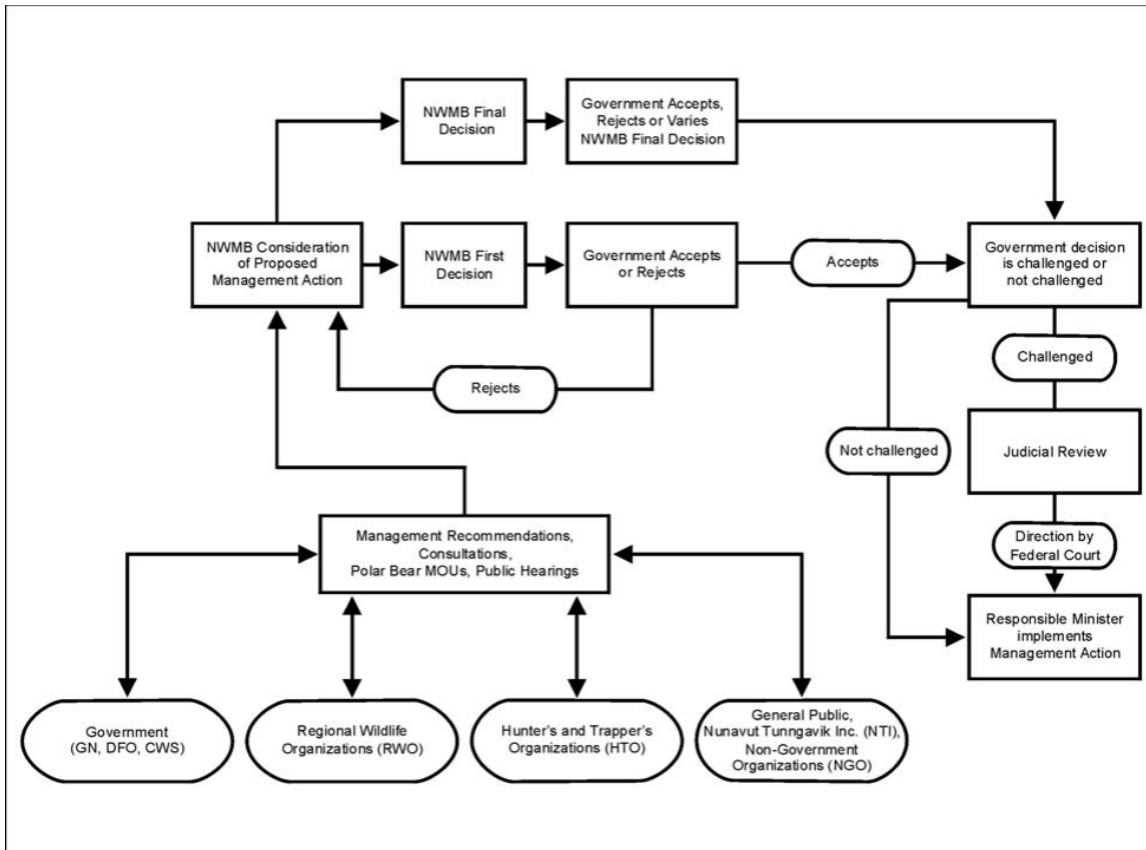 NWMB Final
Decision
Government Accepts,
Rejects or Varies
NWMB Final Decision
NWMB Consideration
of Proposed
Management Action
NWMB First
Decision
Government Accepts
or Rejects
Accepts
Government decision
is challenged or
not challenged
Rejects
Challenged
Not challenged
Judicial Review
Direction by
Federal Court
Management Recommendations,
Consultations,
Polar Bear MOUs, Public Hearings
Responsible Minister
implements
Management Action
Government
(GN, DFO, CWS)
Regional Wildlife
Organizations (RWO)
Hunter's and Trapper's
Organizations (HTO)
General Public,
Nunavut Tunngavik Inc. (NTI),
Non-Government
Organizations (NGO)